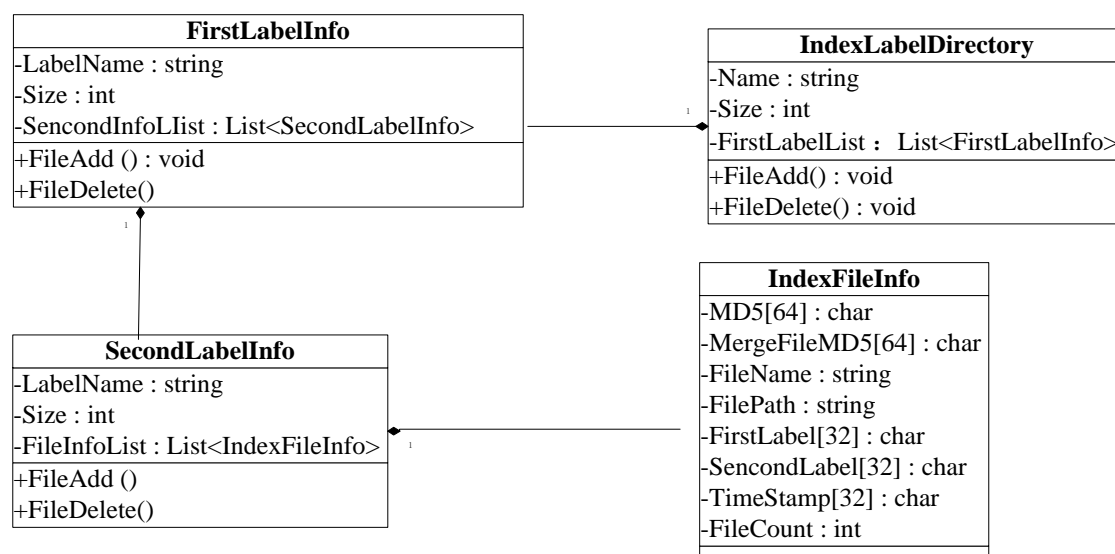 FirstLabelInfo
-LabelName : string
-Size : int
-SencondInfoLIist : List<SecondLabelInfo>
+FileAdd () : void
+FileDelete()
IndexLabelDirectory
-Name : string
-Size : int
-FirstLabelList ： List<FirstLabelInfo>
+FileAdd() : void
+FileDelete() : void
1
1
SecondLabelInfo
-LabelName : string
-Size : int
-FileInfoList : List<IndexFileInfo>
+FileAdd ()
+FileDelete()
1
IndexFileInfo
-MD5[64] : char
-MergeFileMD5[64] : char
-FileName : string
-FilePath : string
-FirstLabel[32] : char
-SencondLabel[32] : char
-TimeStamp[32] : char
-FileCount : int